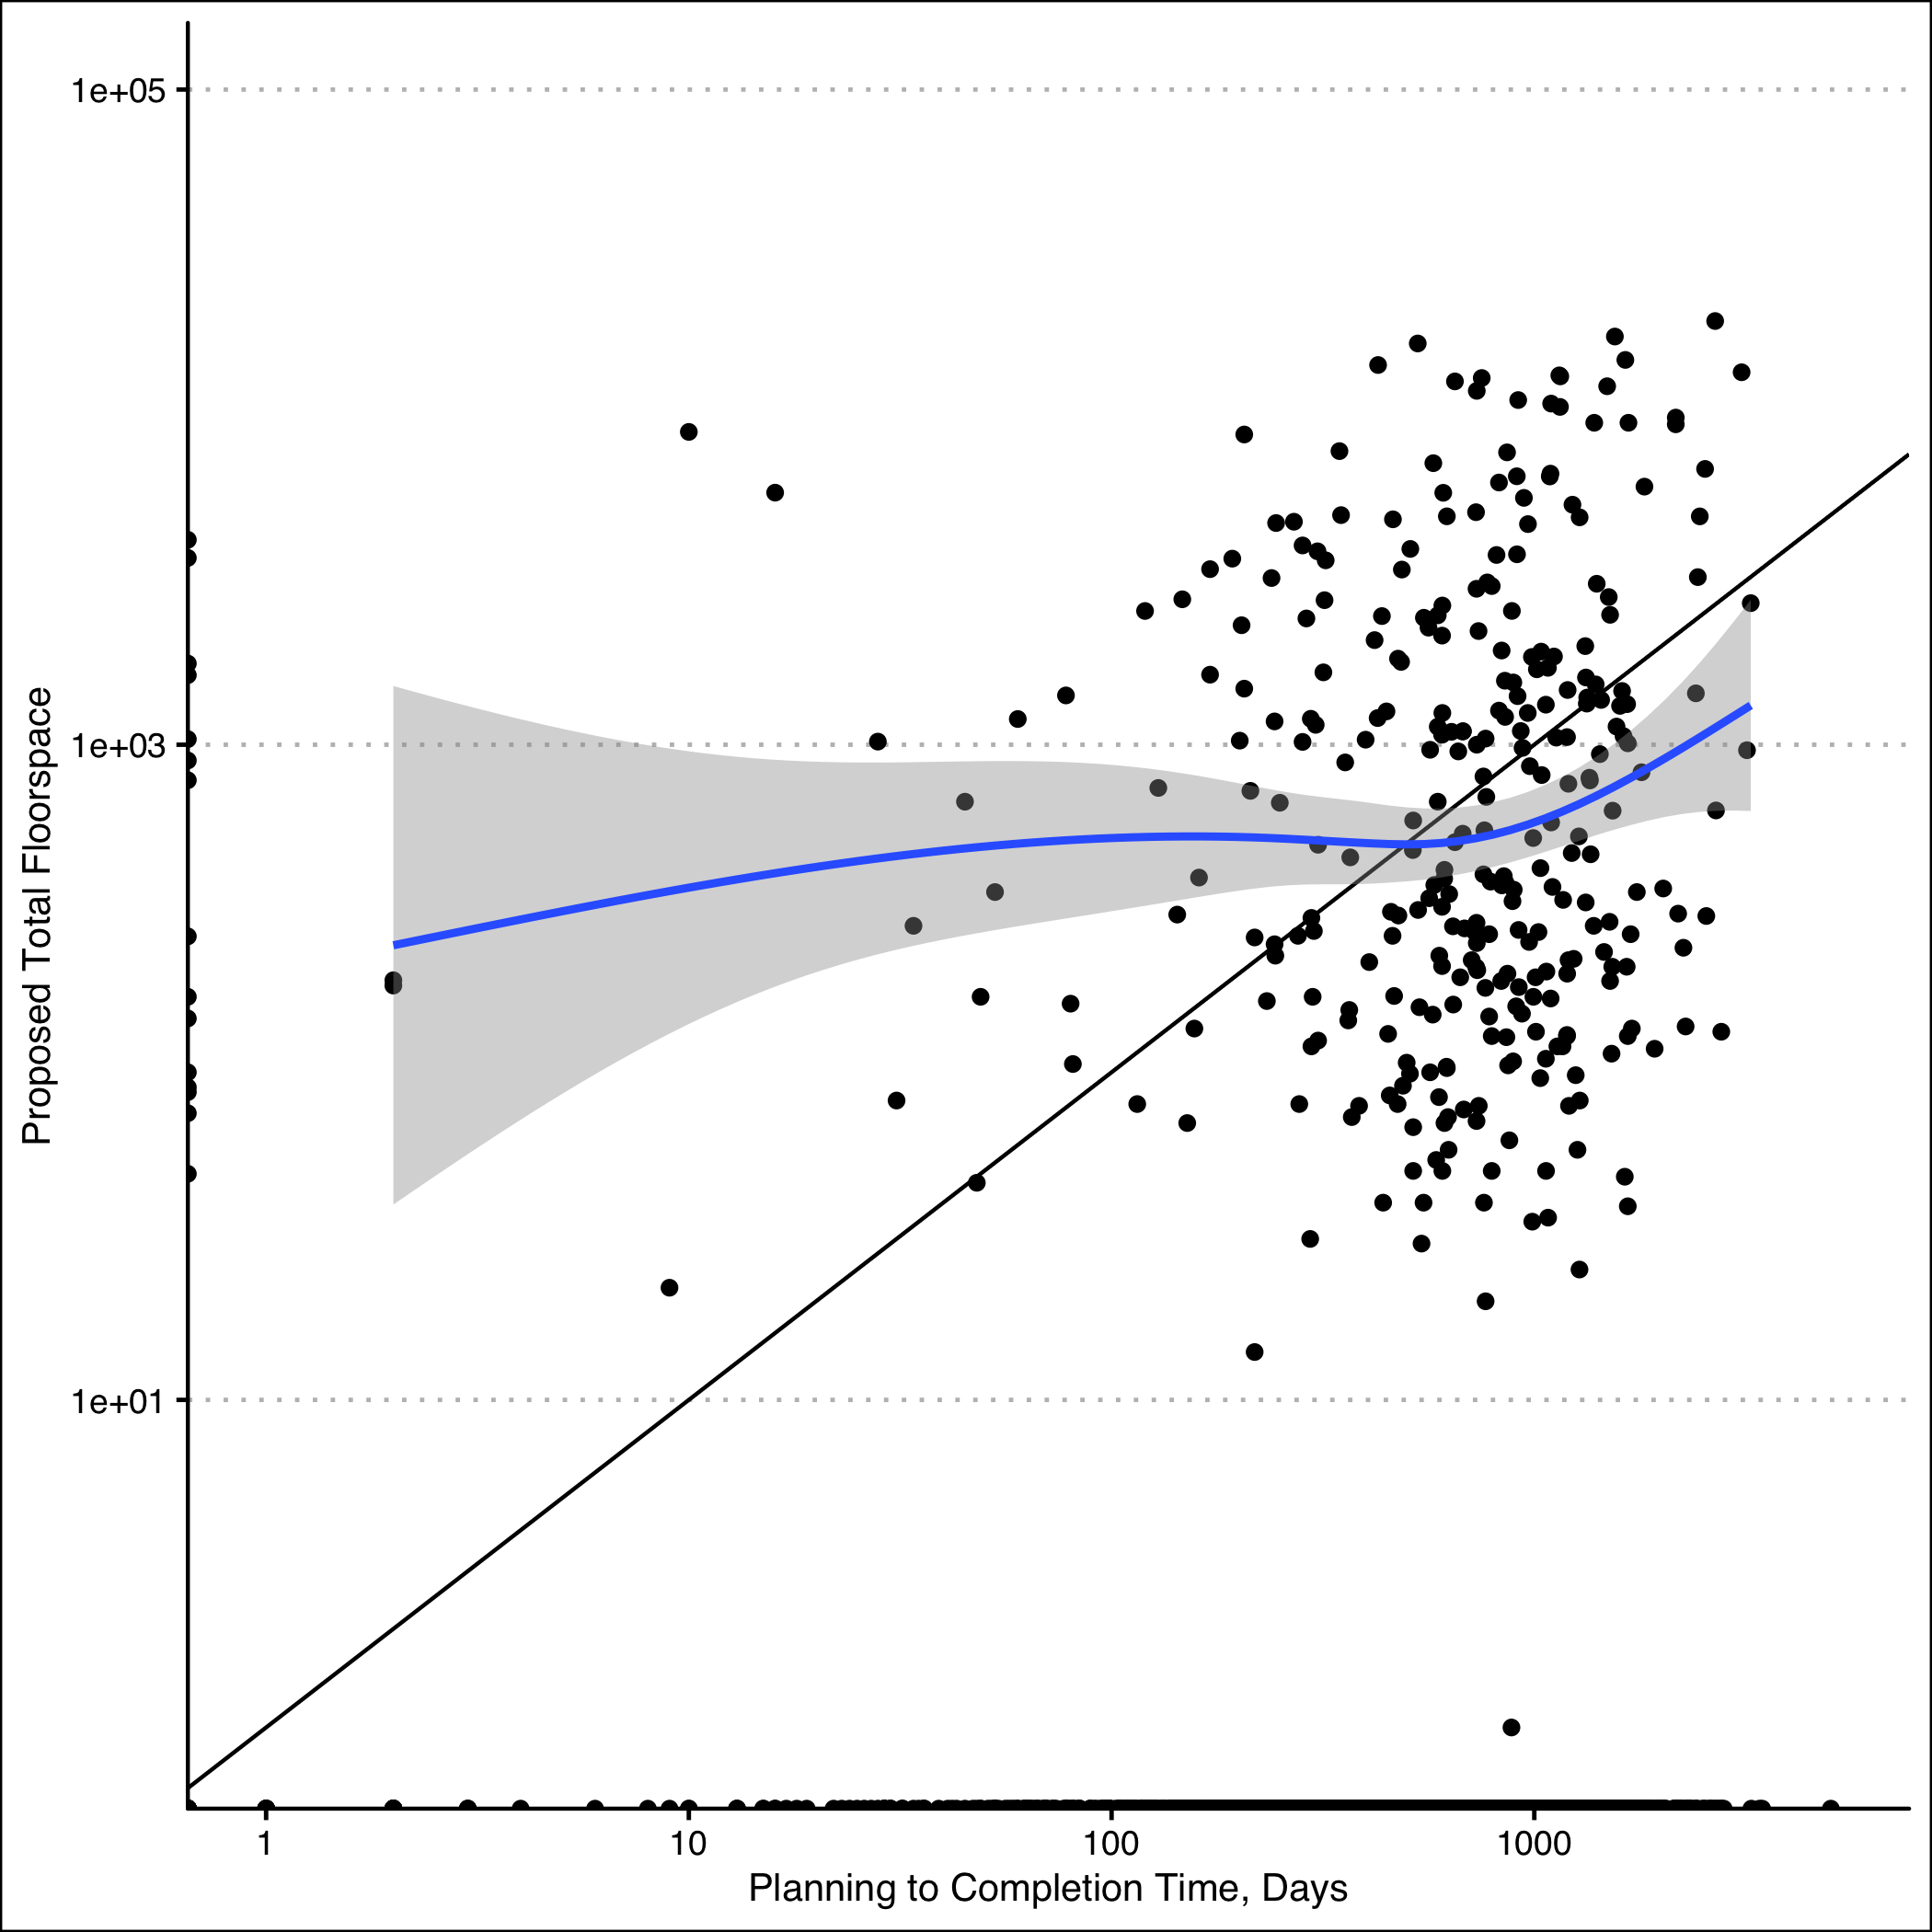 1e+05
1e+03
1e+01
Proposed Total Floorspace
1 10 100 1000
Planning to Completion Time, Days